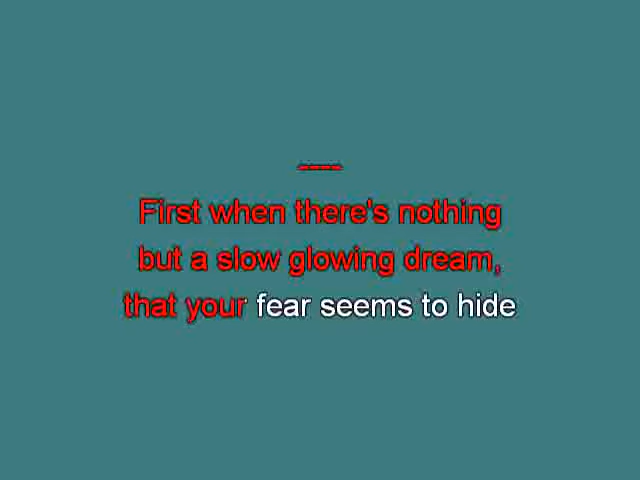 ----
First when there's nothing
but a slow glowing dream,
that your fear seems to hide